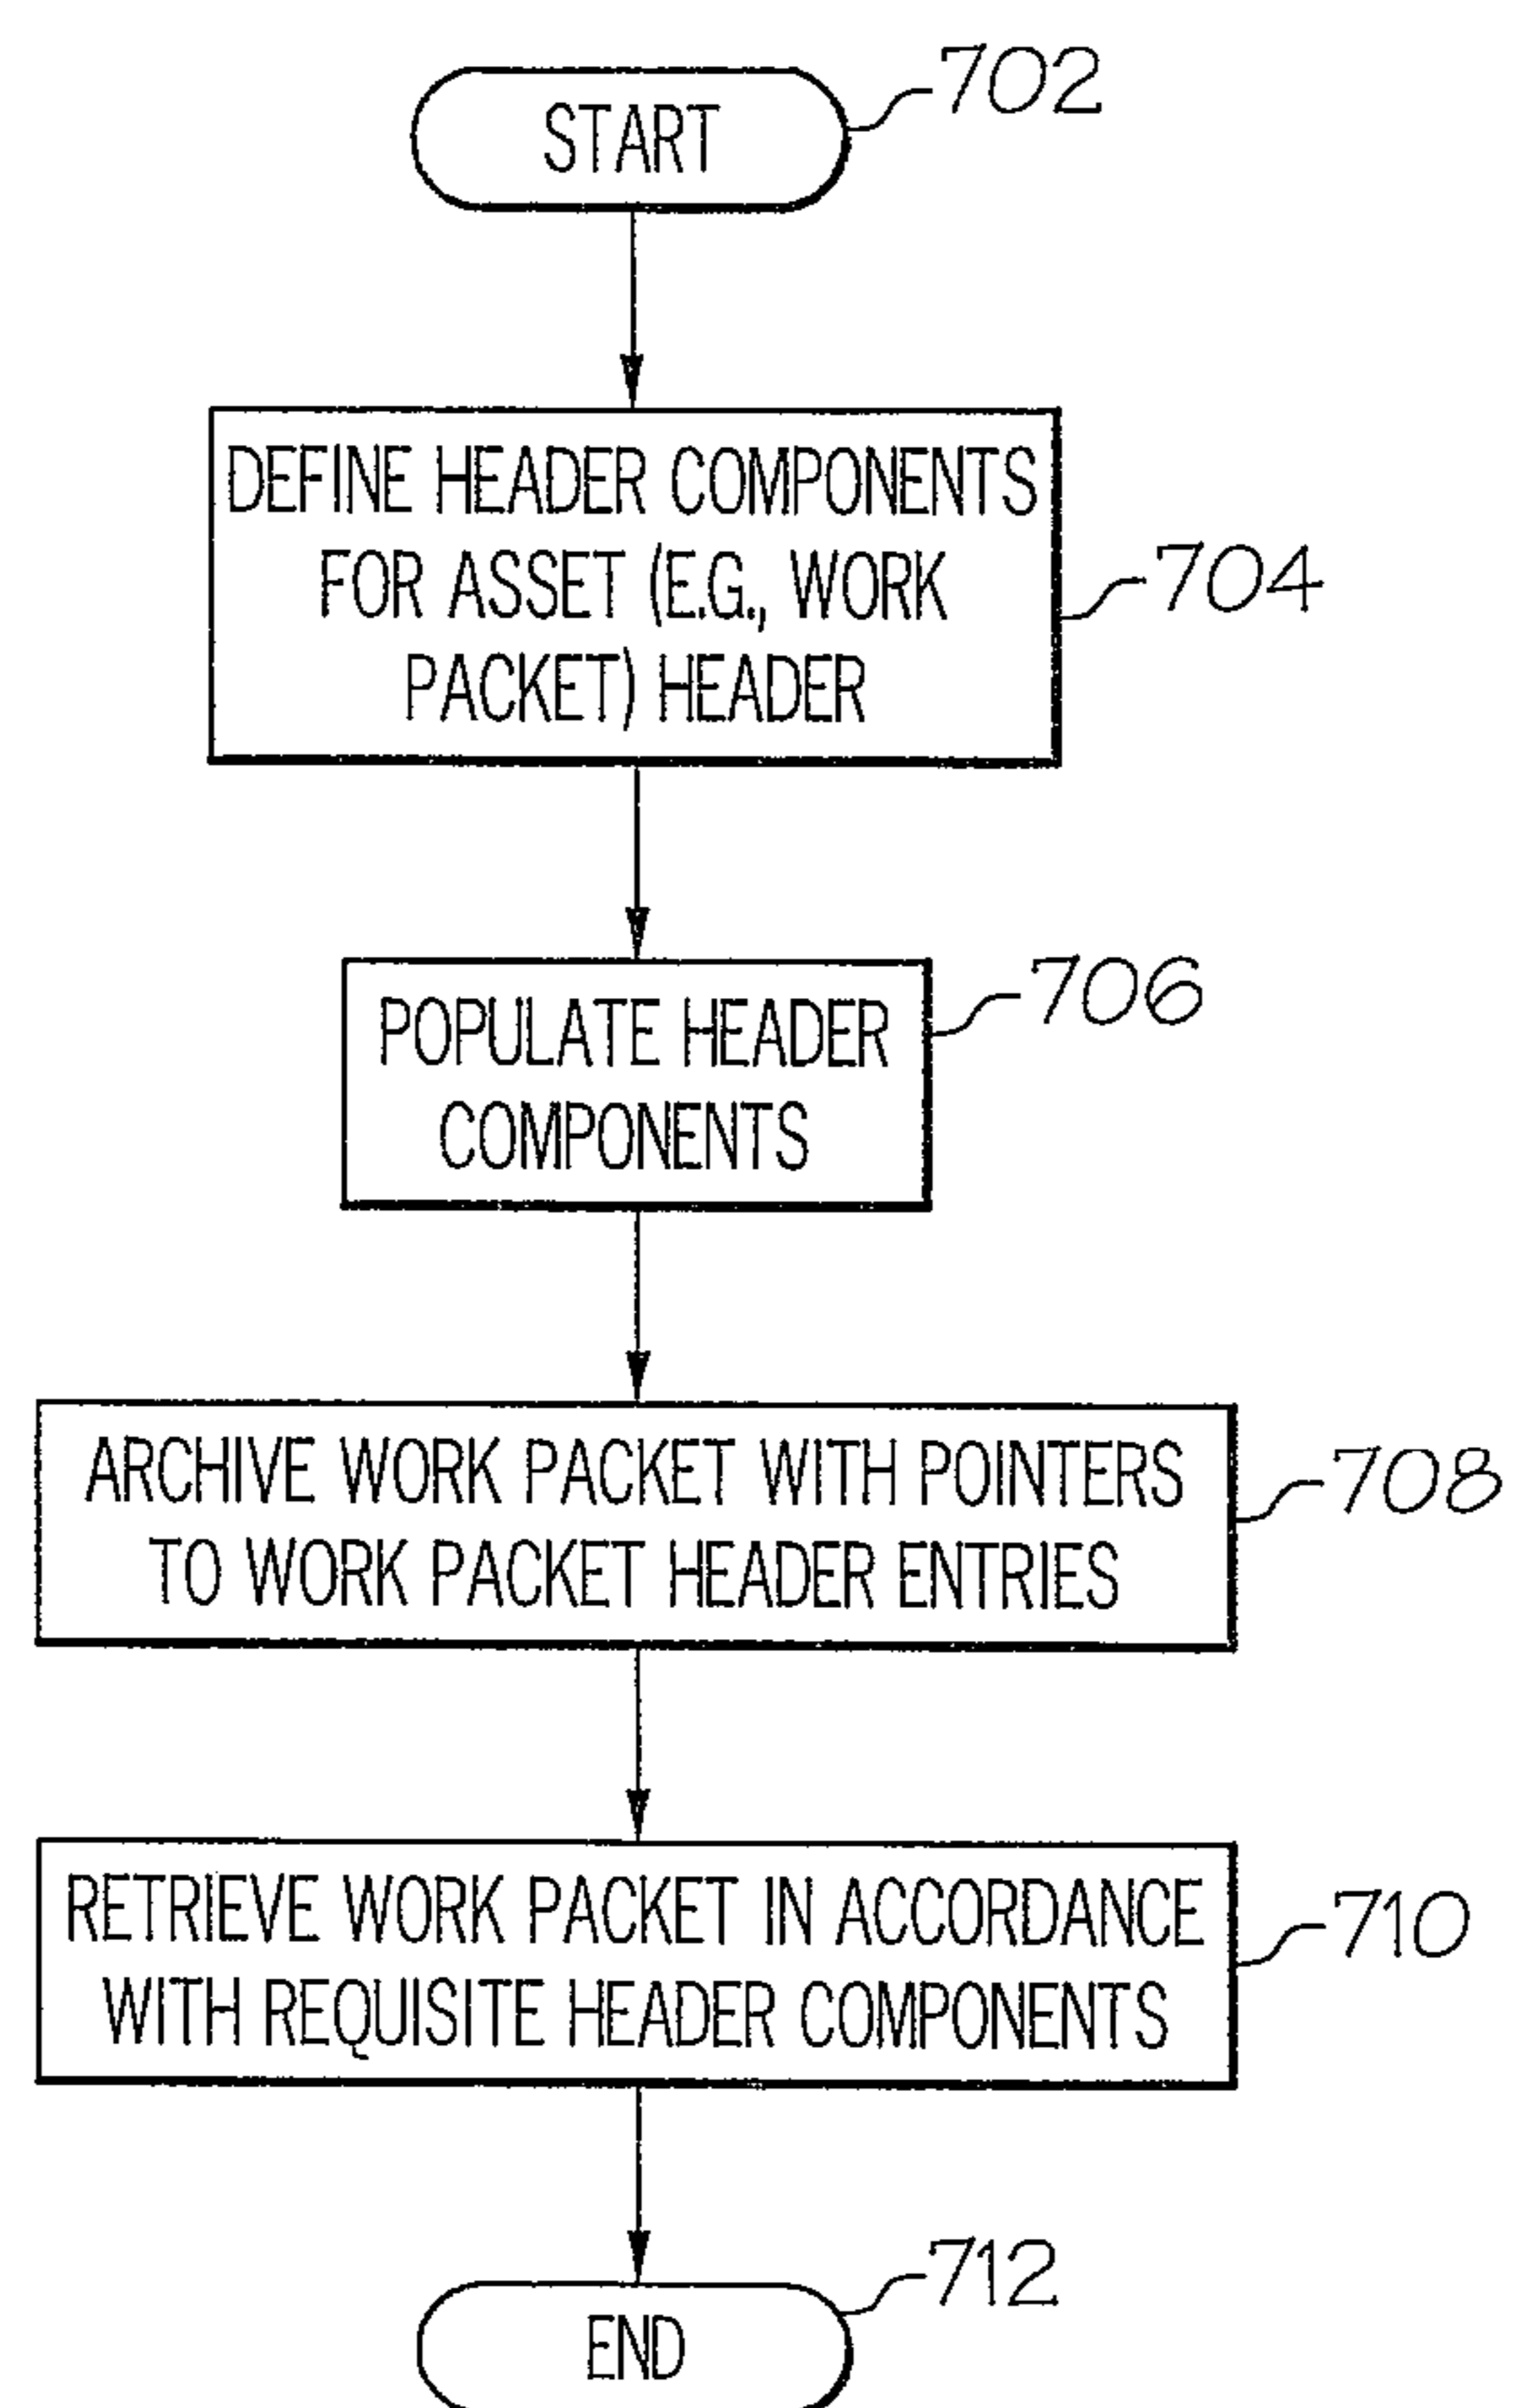 START
702
DEFINE HEADER COMPONENTS
FOR ASSET (E.G., WORK
PACKET) HEADER
704
POPULATE HEADER
COMPONENTS
706
ARCHIVE WORK PACKET WITH POINTERS
TO WORK PACKET HEADER ENTRIES
708
RETRIEVE WORK PACKET IN ACCORDANCE
WITH REQUISITE HEADER COMPONENTS
710
END
712